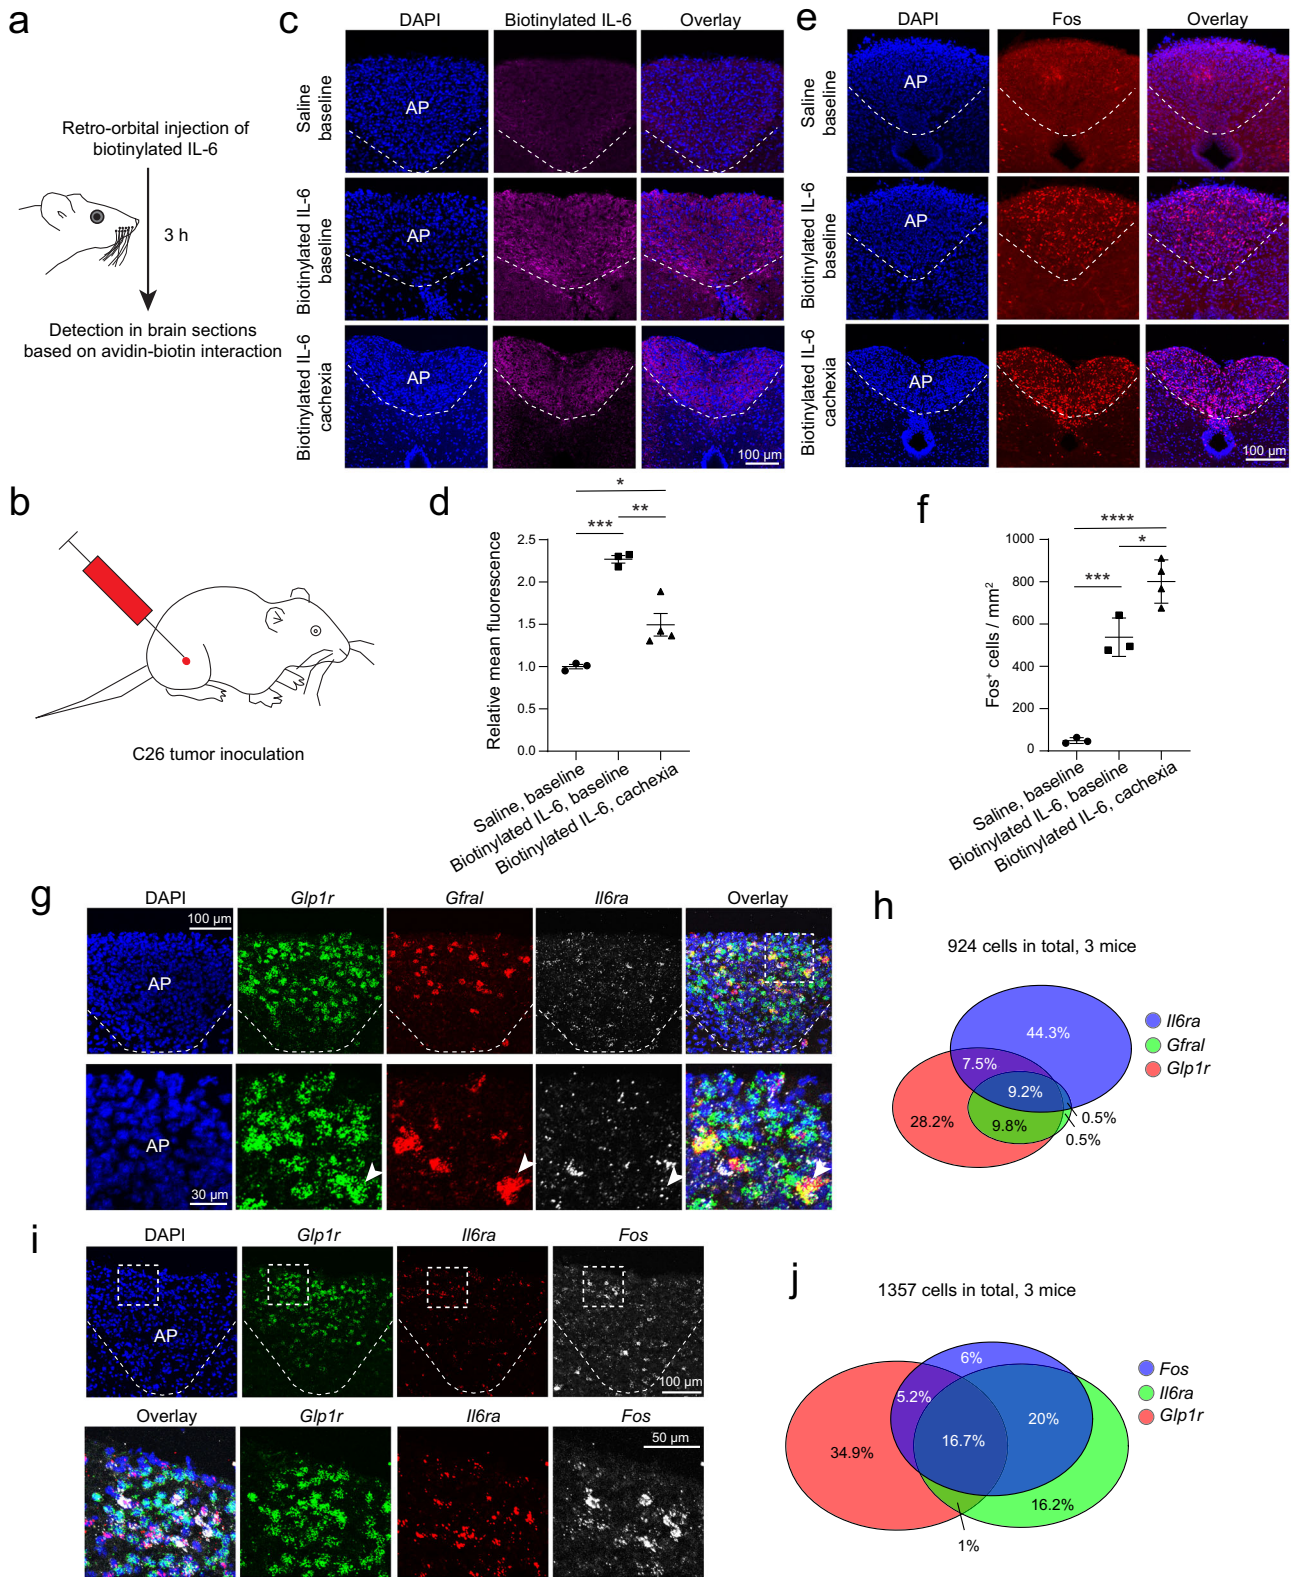 a
Retro-orbital injection of
biotinylated IL-6
3 h
Detection in brain sections
based on avidin-biotin interaction
b
C26 tumor inoculation
c
DAPI
Biotinylated IL-6
Overlay
Saline
baseline
AP
Biotinylated IL-6
baseline
AP
Biotinylated IL-6
cachexia
AP
100 µm
d
Relative mean fluorescence
2.5
2.0
1.5
1.0
0.5
0.0
*
***
**
Saline, baseline
Biotinylated IL-6, baseline
Biotinylated IL-6, cachexia
e
DAPI
Fos
Overlay
Saline
baseline
AP
Biotinylated IL-6
baseline
AP
Biotinylated IL-6
cachexia
AP
100 µm
f
Fos⁺ cells / mm²
1000
800
600
400
200
0
****
***
*
Saline, baseline
Biotinylated IL-6, baseline
Biotinylated IL-6, cachexia
g
DAPI
Glp1r
Gfral
Il6ra
Overlay
100 µm
AP
AP
30 µm
h
924 cells in total, 3 mice
44.3%
7.5%
9.2%
28.2%
9.8%
0.5%
0.5%
Il6ra
Gfral
Glp1r
i
DAPI
Glp1r
Il6ra
Fos
AP
100 µm
Overlay
Glp1r
Il6ra
Fos
50 µm
j
1357 cells in total, 3 mice
6%
5.2%
16.7%
20%
34.9%
16.2%
1%
Fos
Il6ra
Glp1r